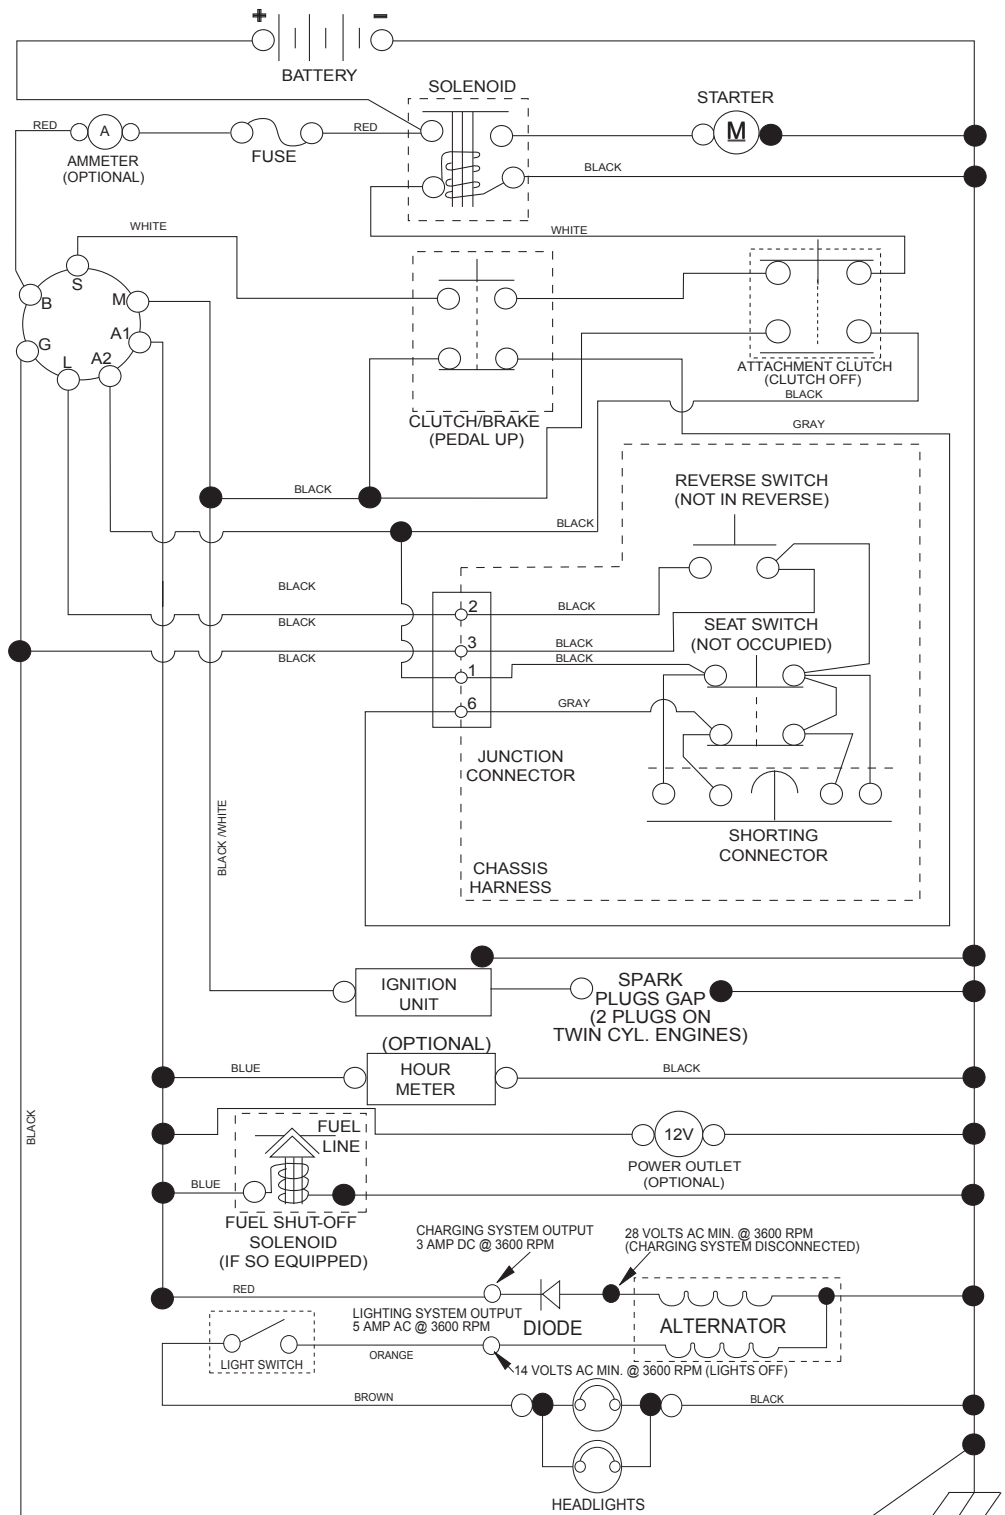 + −
BATTERY
SOLENOID
STARTER
RED
A
RED
M
AMMETER
(OPTIONAL)
FUSE
BLACK
WHITE
WHITE
S
B
M
A1
G
L
A2
ATTACHMENT CLUTCH
(CLUTCH OFF)
BLACK
CLUTCH/BRAKE
(PEDAL UP)
GRAY
REVERSE SWITCH
(NOT IN REVERSE)
BLACK
BLACK
BLACK
2
BLACK
BLACK
SEAT SWITCH
(NOT OCCUPIED)
3
BLACK
BLACK
BLACK
1
6
GRAY
JUNCTION
CONNECTOR
SHORTING
CONNECTOR
BLACK /WHITE
CHASSIS
HARNESS
IGNITION
UNIT
SPARK
PLUGS GAP
(2 PLUGS ON
TWIN CYL. ENGINES)
(OPTIONAL)
BLUE
HOUR
METER
BLACK
BLACK
FUEL
LINE
12V
POWER OUTLET
(OPTIONAL)
BLUE
FUEL SHUT-OFF
SOLENOID
(IF SO EQUIPPED)
CHARGING SYSTEM OUTPUT
3 AMP DC @ 3600 RPM
28 VOLTS AC MIN. @ 3600 RPM
(CHARGING SYSTEM DISCONNECTED)
RED
LIGHTING SYSTEM OUTPUT
5 AMP AC @ 3600 RPM
DIODE
ALTERNATOR
LIGHT SWITCH
ORANGE
14 VOLTS AC MIN. @ 3600 RPM (LIGHTS OFF)
BROWN
BLACK
HEADLIGHTS